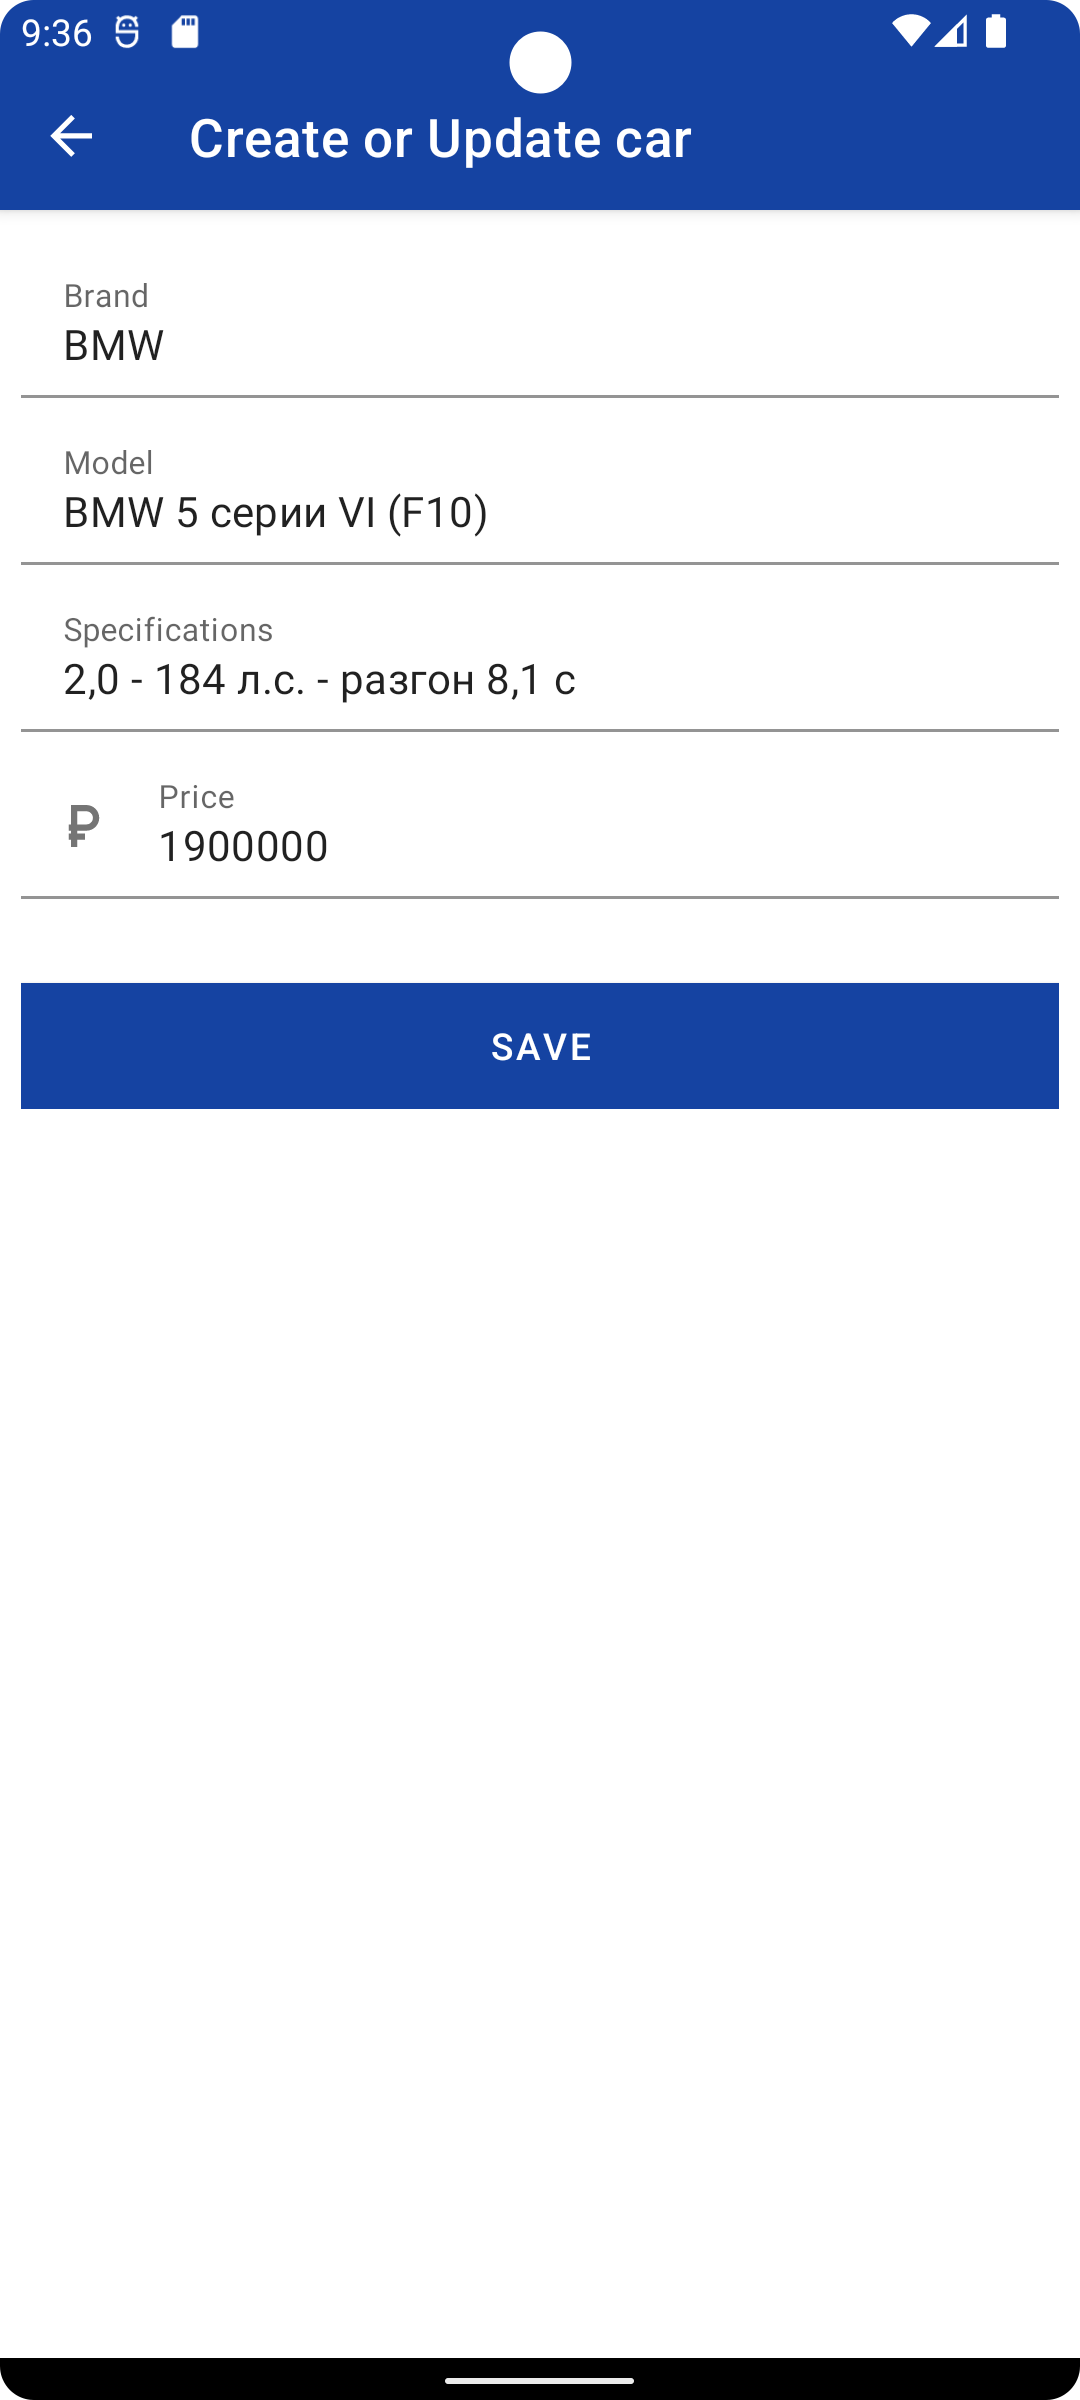 9:36
Create or Update car
Brand
BMW
Model
BMW 5 серии VI (F10)
Specifications
2,0 - 184 л.с. - разгон 8,1 с
Price
₽ 1900000
SAVE